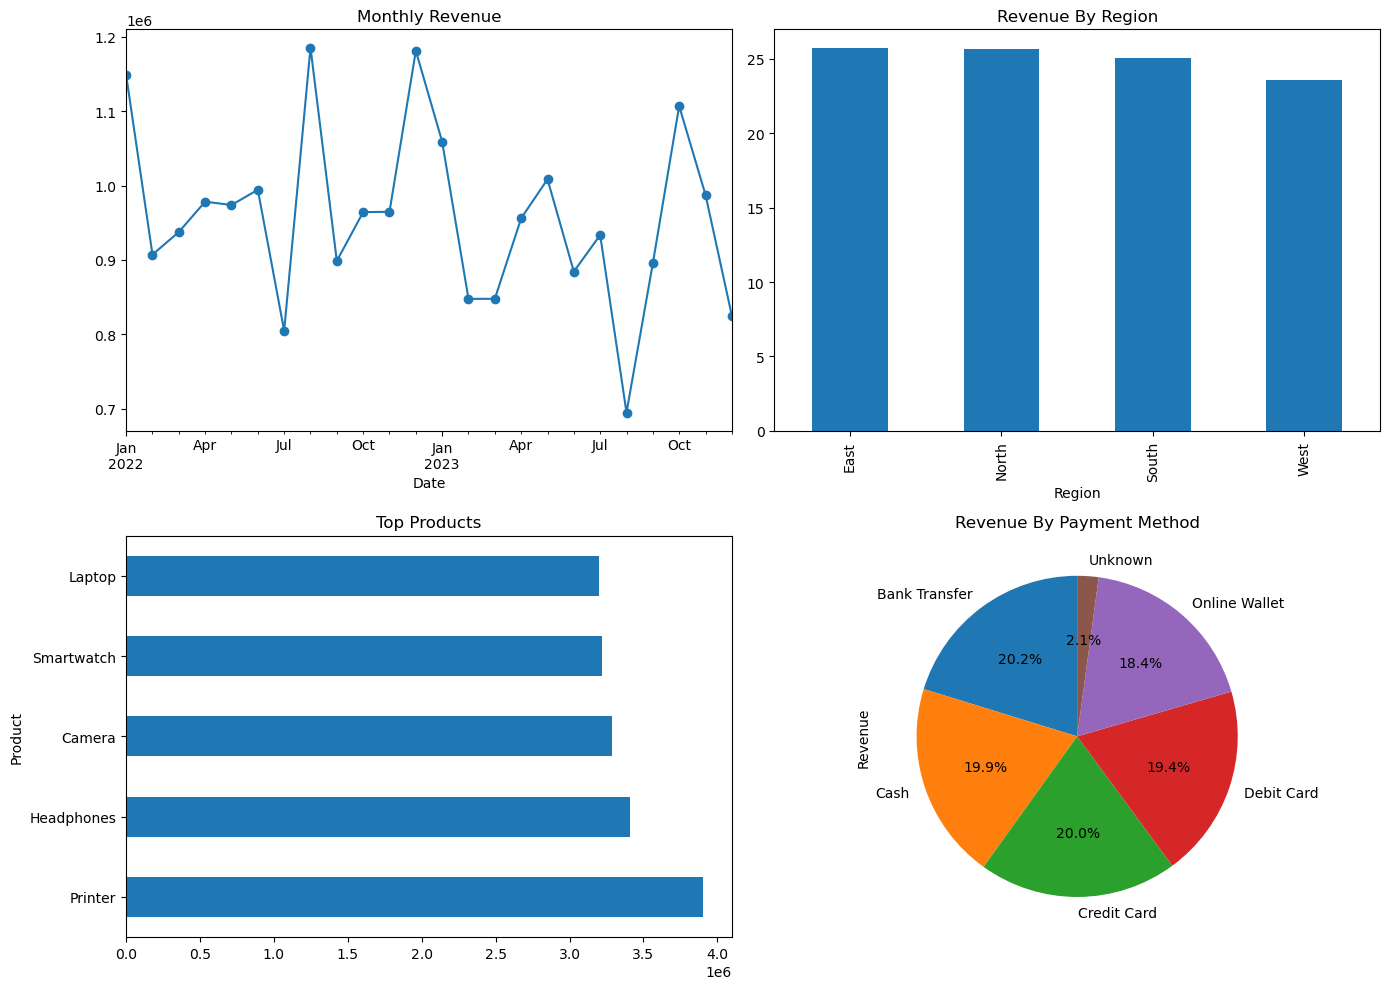 Monthly Revenue
1e6
1.2
1.1
1.0
0.9
0.8
0.7
Jan Apr Jul Oct Jan Apr Jul Oct
2022 2023
Date
Revenue By Region
25
20
15
10
5
0
East North South West
Region
Top Products
Product
Laptop
Smartwatch
Camera
Headphones
Printer
0.0 0.5 1.0 1.5 2.0 2.5 3.0 3.5 4.0
1e6
Revenue By Payment Method
Revenue
Unknown
Bank Transfer
Online Wallet
2.1%
20.2%
18.4%
19.9%
19.4%
Cash
Debit Card
20.0%
Credit Card